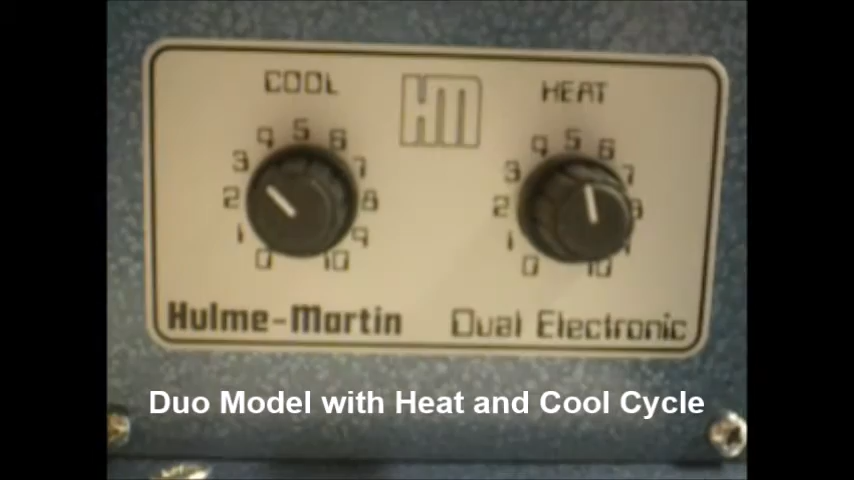 COOL HM HEAT
4 5 6 4 5 6
3 7 3 7
2 8 2 8
1 9 1
0 10 0 10
Hulme-Martin Dual Electronic
Duo Model with Heat and Cool Cycle